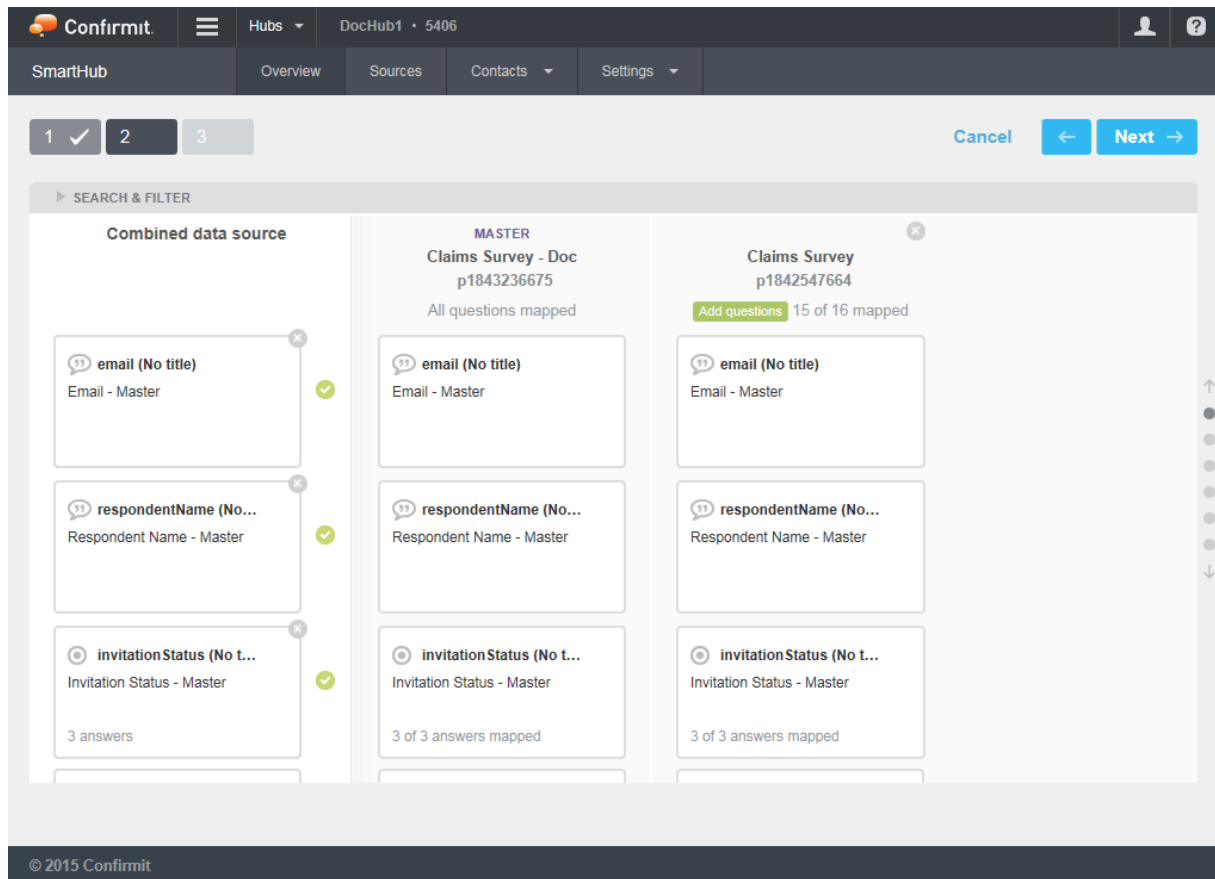 Confirmit.
Hubs
DocHub1 • 5406
SmartHub
Overview
Sources
Contacts
Settings
1
2
3
Cancel
Next
SEARCH & FILTER
Combined data source
MASTER
Claims Survey - Doc
p1843236675
All questions mapped
Claims Survey
p1842547664
Add questions 15 of 16 mapped
email (No title)
Email - Master
email (No title)
Email - Master
email (No title)
Email - Master
respondentName (No...
Respondent Name - Master
respondentName (No...
Respondent Name - Master
respondentName (No...
Respondent Name - Master
invitationStatus (No t...
Invitation Status - Master
3 answers
invitationStatus (No t...
Invitation Status - Master
3 of 3 answers mapped
invitationStatus (No t...
Invitation Status - Master
3 of 3 answers mapped
© 2015 Confirmit